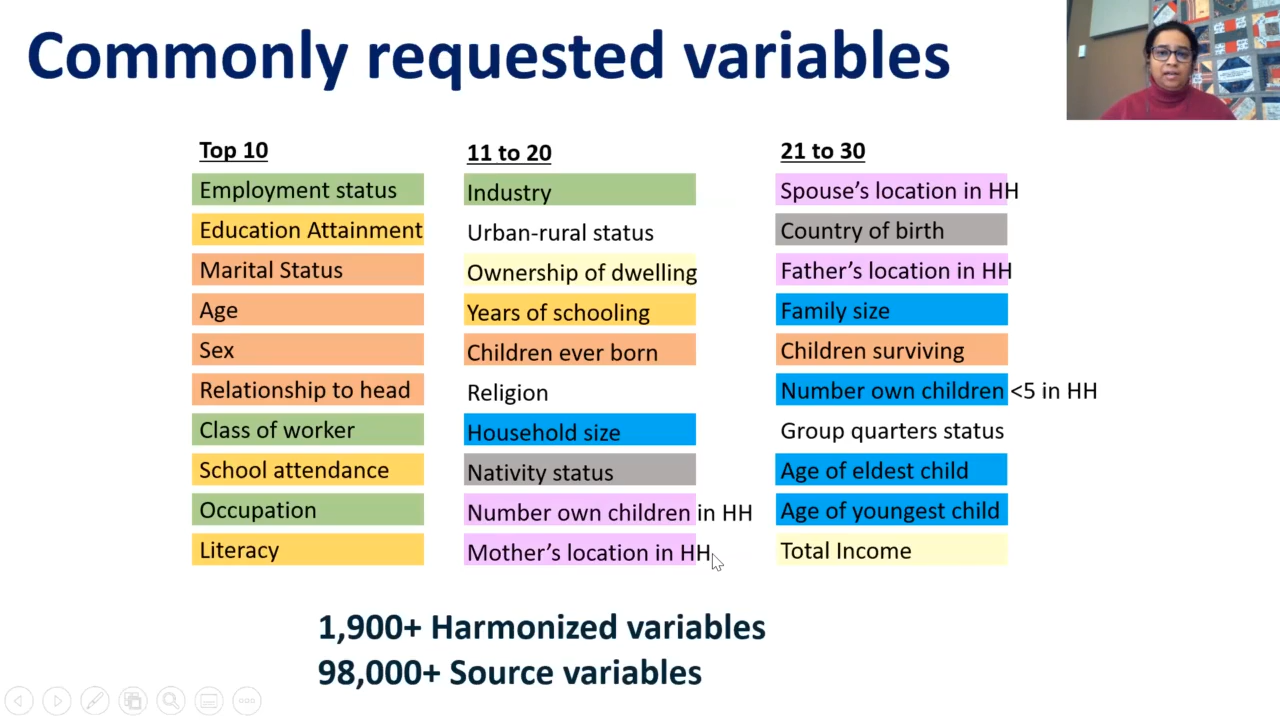 Commonly requested variables
Top 10
Employment status
Education Attainment
Marital Status
Age
Sex
Relationship to head
Class of worker
School attendance
Occupation
Literacy
11 to 20
Industry
Urban-rural status
Ownership of dwelling
Years of schooling
Children ever born
Religion
Household size
Nativity status
Number own children in HH
Mother’s location in HH
21 to 30
Spouse’s location in HH
Country of birth
Father’s location in HH
Family size
Children surviving
Number own children <5 in HH
Group quarters status
Age of eldest child
Age of youngest child
Total Income
1,900+ Harmonized variables
98,000+ Source variables